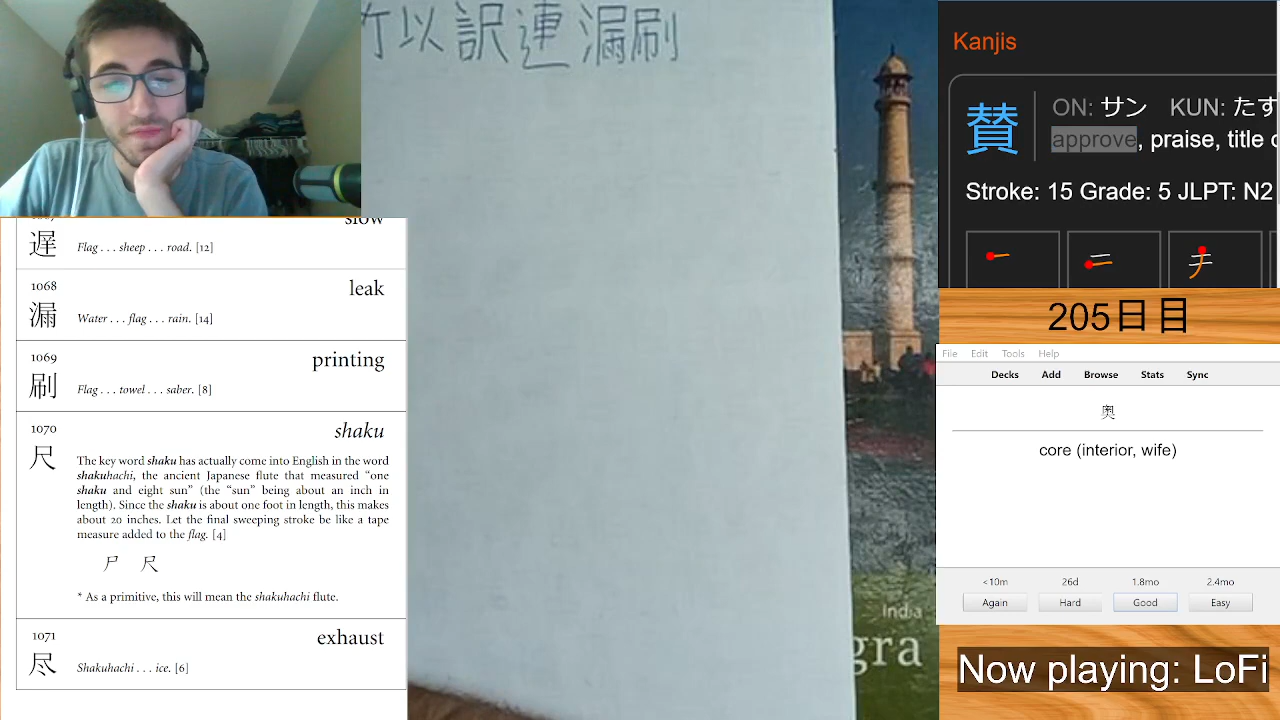 以訳連漏刷
slow
遅 Flag . . . sheep . . . road. [12]
1068 leak
漏 Water . . . flag . . . rain. [14]
1069 printing
刷 Flag . . . towel . . . saber. [8]
1070 shaku
尺 The key word shaku has actually come into English in the word
shakuhachi, the ancient Japanese flute that measured “one
shaku and eight sun” (the “sun” being about an inch in
length). Since the shaku is about one foot in length, this makes
about 20 inches. Let the final sweeping stroke be like a tape
measure added to the flag. [4]
尸 尺
* As a primitive, this will mean the shakuhachi flute.
1071 exhaust
尽 Shakuhachi . . . ice. [6]
India
gra
Kanjis
賛 ON: サン KUN: たす
approve, praise, title
Stroke: 15 Grade: 5 JLPT: N2
205日目
File Edit Tools Help
Decks Add Browse Stats Sync
奥
core (interior, wife)
<10m 26d 1.8mo 2.4mo
Again Hard Good Easy
Now playing: LoFi